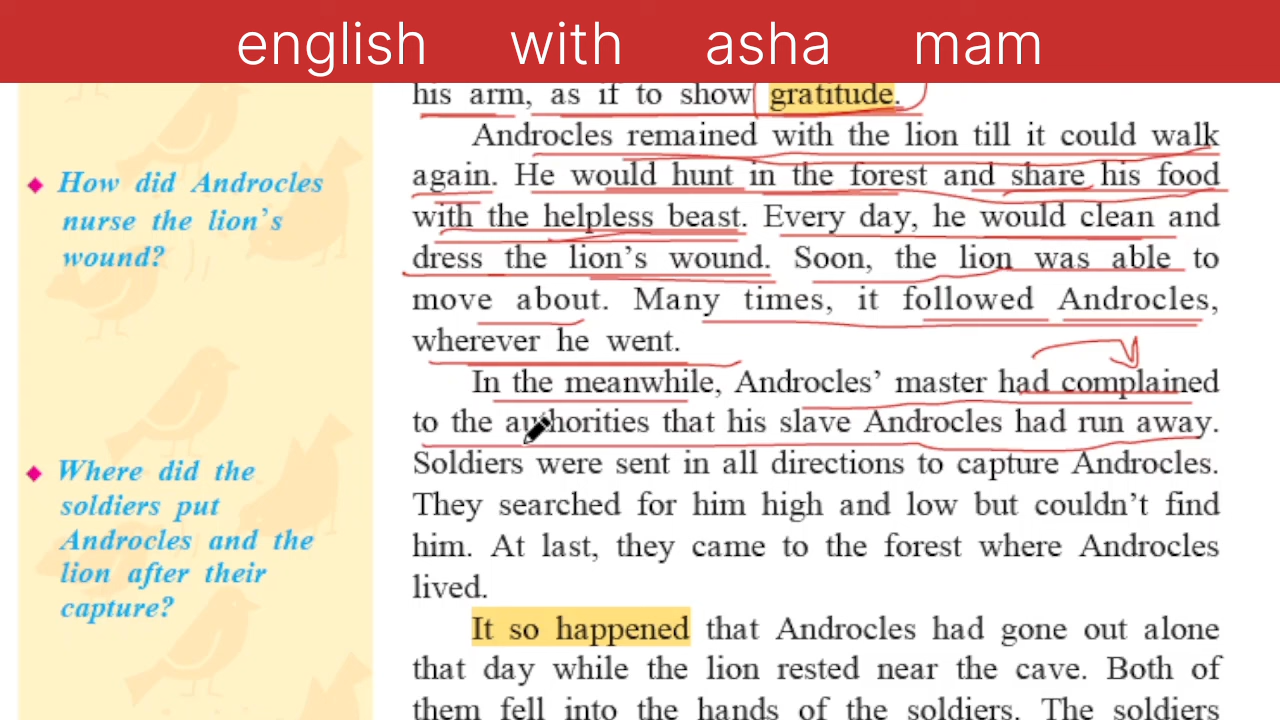 english with asha mam
his arm, as if to show gratitude.
Androcles remained with the lion till it could walk
again. He would hunt in the forest and share his food
with the helpless beast. Every day, he would clean and
dress the lion's wound. Soon, the lion was able to
move about. Many times, it followed Androcles,
wherever he went.
In the meanwhile, Androcles' master had complained
to the authorities that his slave Androcles had run away.
Soldiers were sent in all directions to capture Androcles.
They searched for him high and low but couldn't find
him. At last, they came to the forest where Androcles
lived.
It so happened that Androcles had gone out alone
that day while the lion rested near the cave. Both of
them fell into the hands of the soldiers. The soldiers
How did Androcles
nurse the lion's
wound?
Where did the
soldiers put
Androcles and the
lion after their
capture?